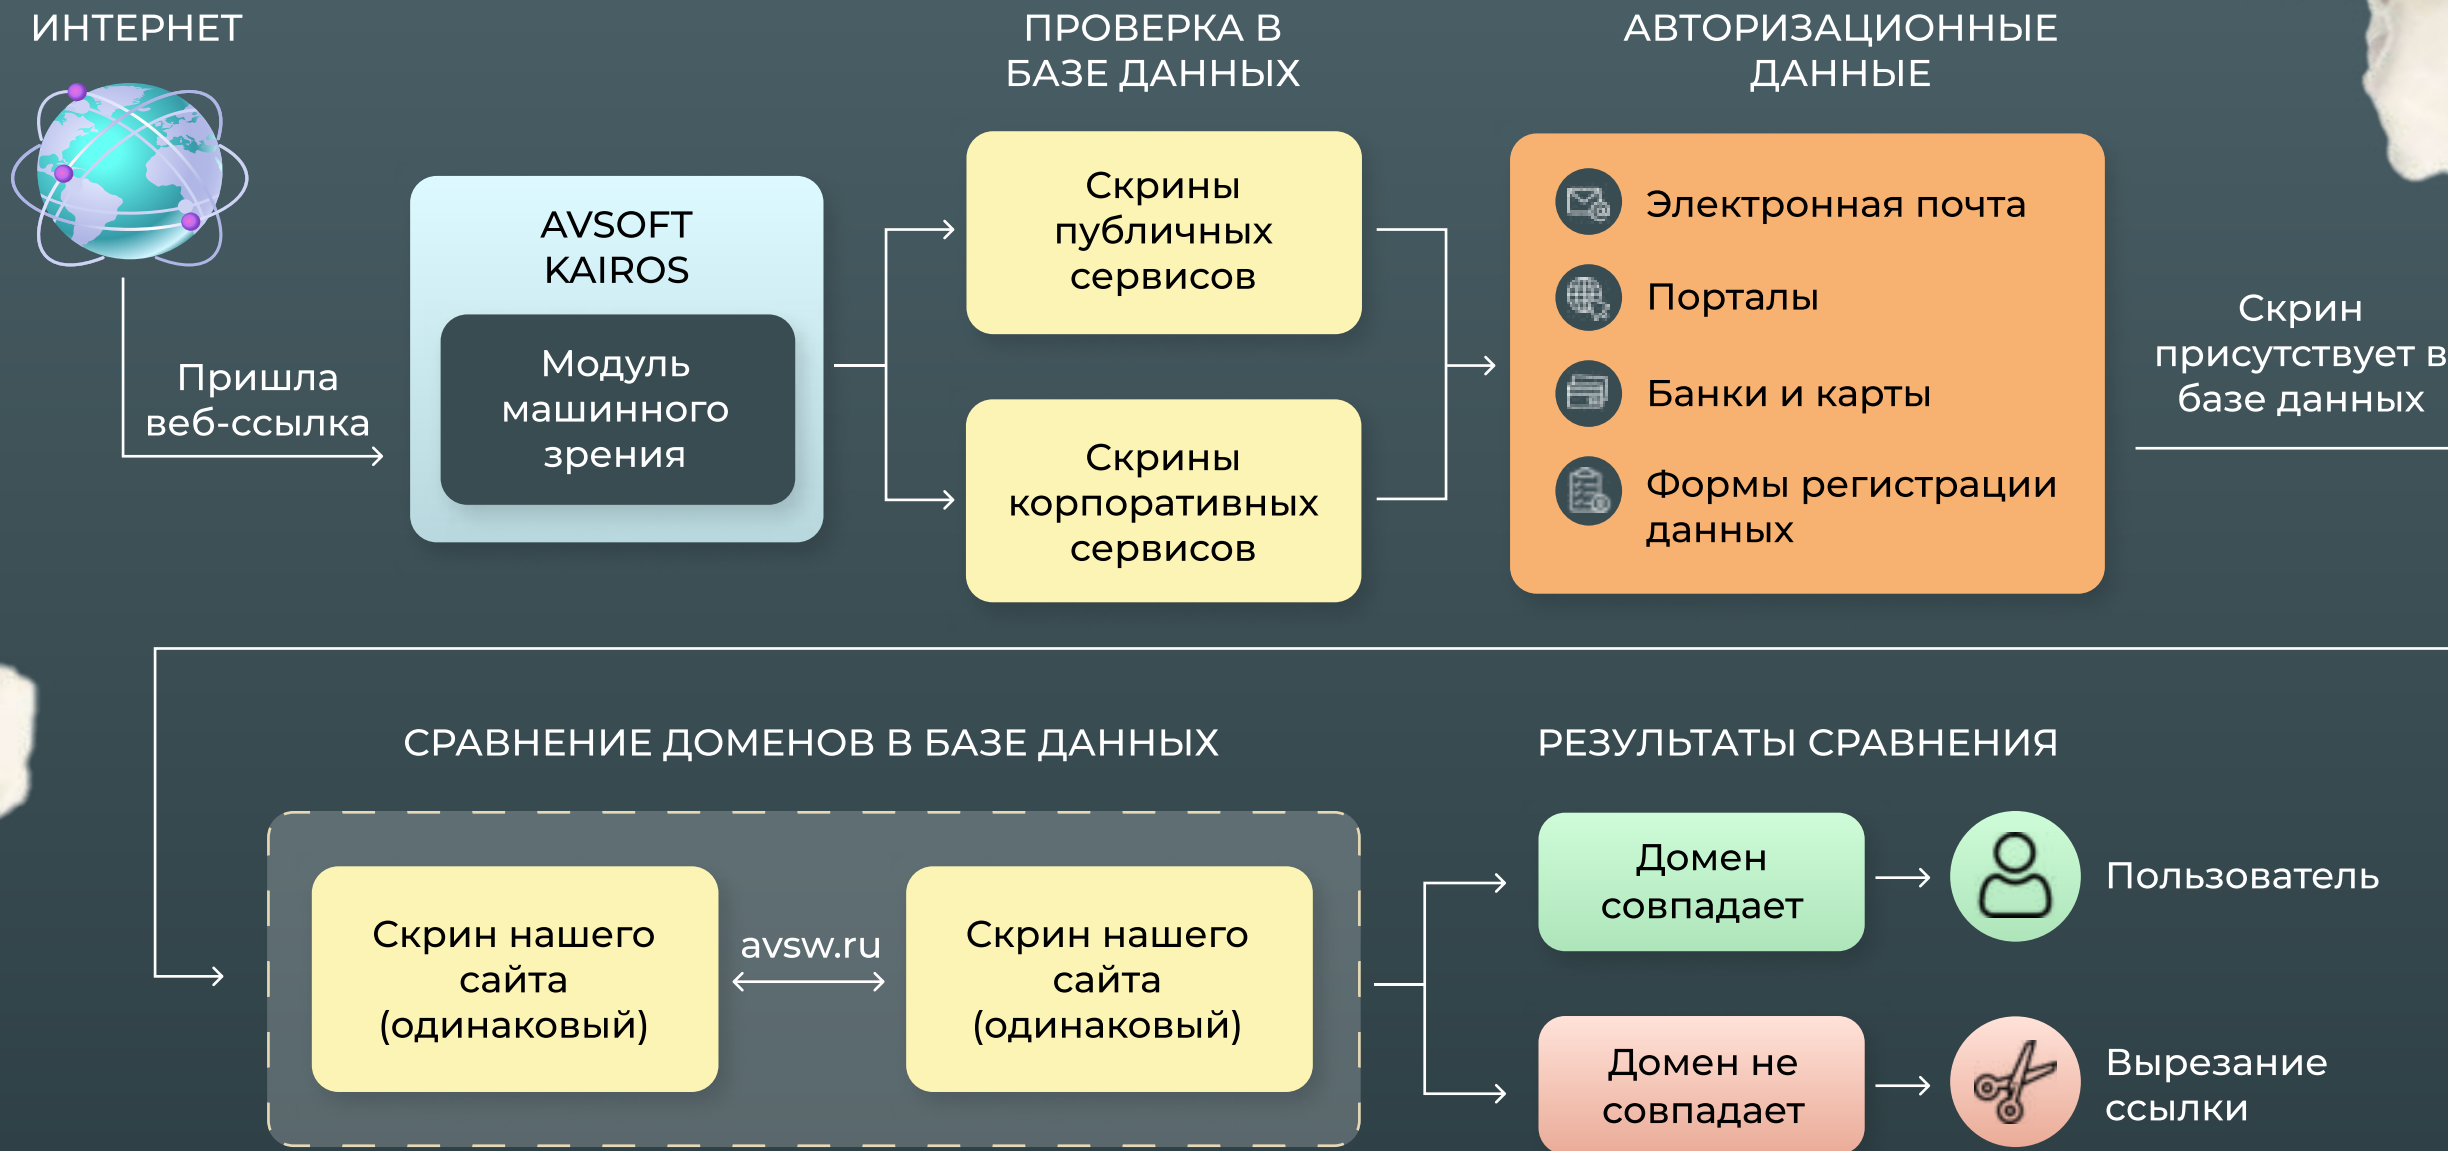 ИНТЕРНЕТ
ПРОВЕРКА В
БАЗЕ ДАННЫХ
АВТОРИЗАЦИОННЫЕ
ДАННЫЕ
Пришла
веб-ссылка
AVSOFT
KAIROS
Модуль
машинного
зрения
Скрины
публичных
сервисов
Скрины
корпоративных
сервисов
Электронная почта
Порталы
Банки и карты
Формы регистрации
данных
Скрин
присутствует в
базе данных
СРАВНЕНИЕ ДОМЕНОВ В БАЗЕ ДАННЫХ
Скрин нашего
сайта
(одинаковый)
avsw.ru
Скрин нашего
сайта
(одинаковый)
РЕЗУЛЬТАТЫ СРАВНЕНИЯ
Домен
совпадает
Пользователь
Домен не
совпадает
Вырезание
ссылки